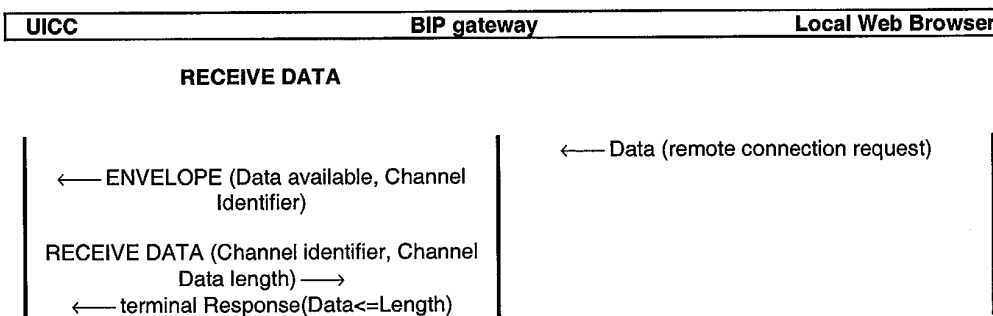 UICC BIP gateway Local Web Browser
RECEIVE DATA
←— Data (remote connection request)
←— ENVELOPE (Data available, Channel
Identifier)
RECEIVE DATA (Channel identifier, Channel
Data length) —→
←— terminal Response(Data<=Length)